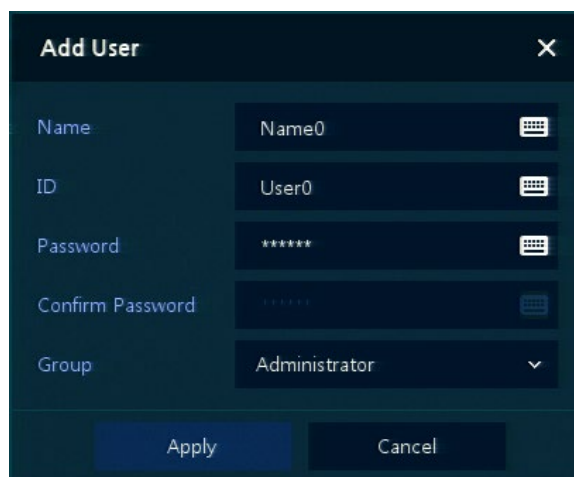 Add User
Name Name0
ID User0
Password ******
Confirm Password ******
Group Administrator
Apply Cancel